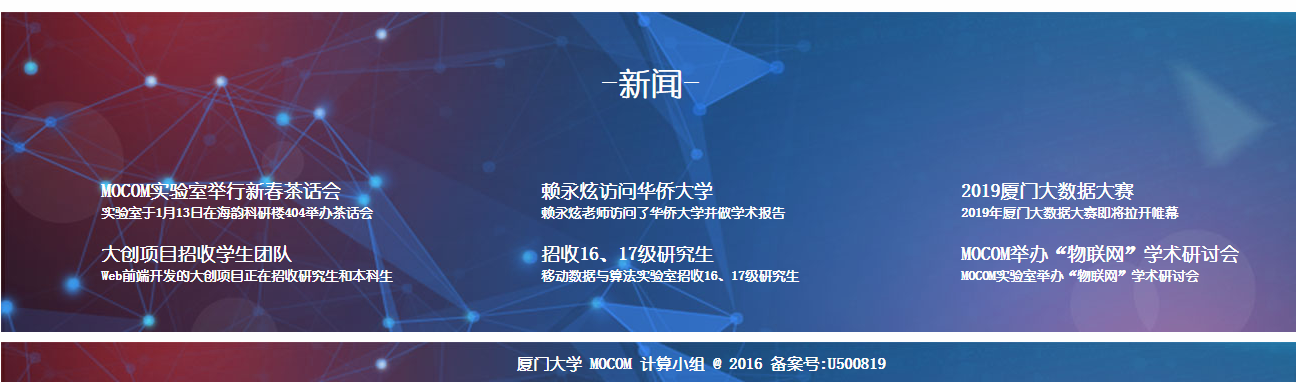 -新闻-
MOCOM实验室举行新春茶话会
实验室于1月13日在海韵科研楼404举办茶话会
赖永炫访问华侨大学
赖永炫老师访问了华侨大学并做学术报告
2019厦门大数据大赛
2019年厦门大数据大赛即将拉开帷幕
大创项目招收学生团队
Web前端开发的大创项目正在招收研究生和本科生
招收16、17级研究生
移动数据与算法实验室招收16、17级研究生
MOCOM举办“物联网”学术研讨会
MOCOM实验室举办“物联网”学术研讨会
厦门大学 MOCOM 计算小组 @ 2016 备案号:U500819